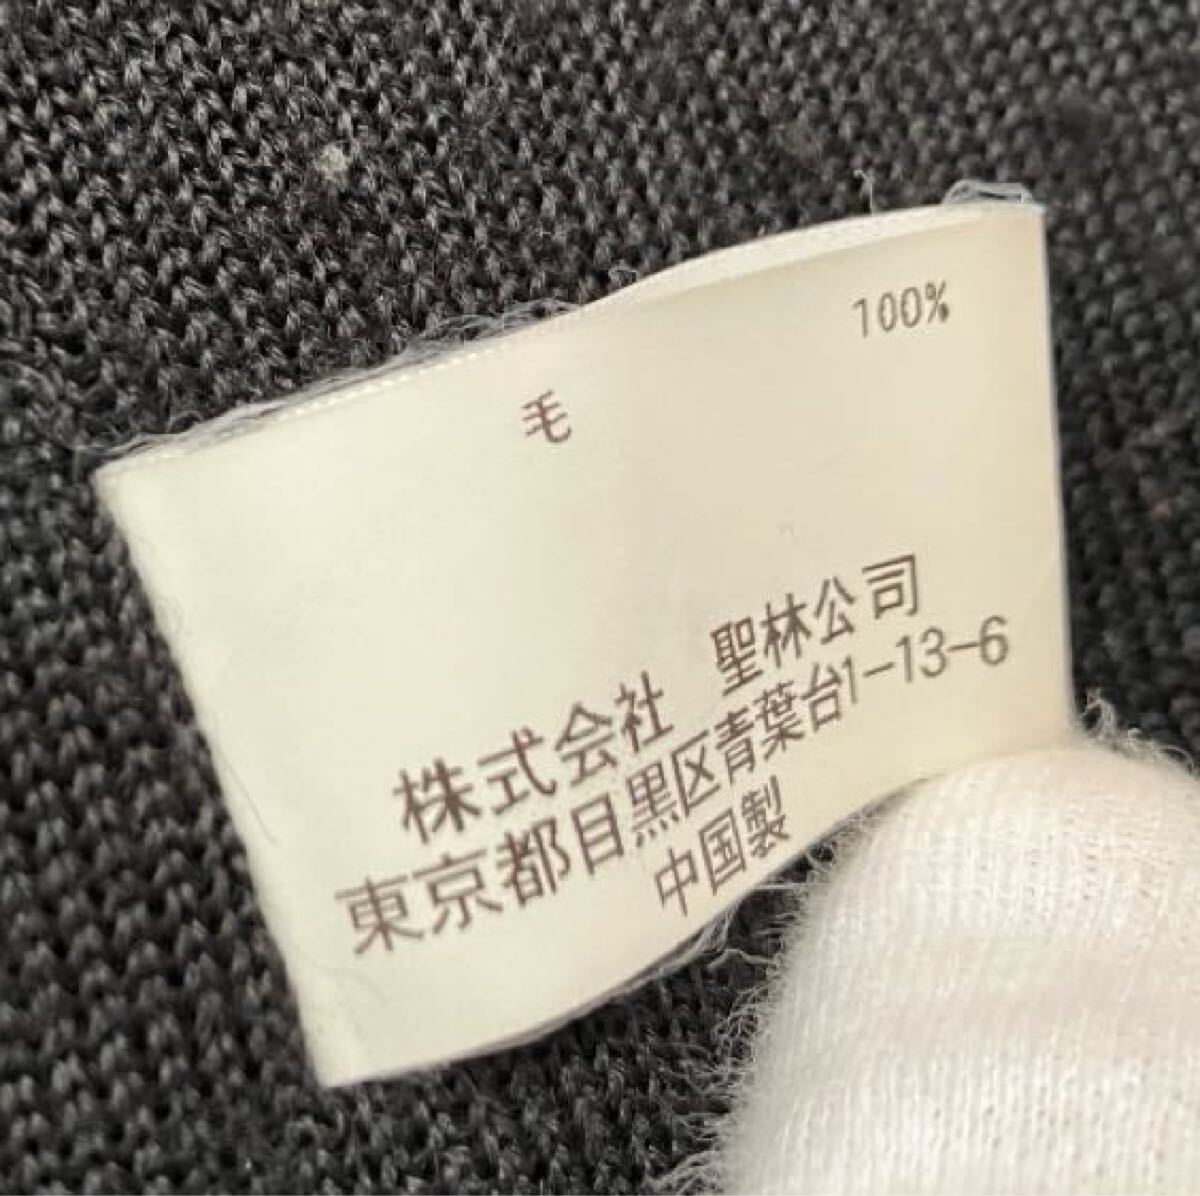 毛 100%
株式会社 聖林公司
東京都目黒区青葉台1-13-6
中国製